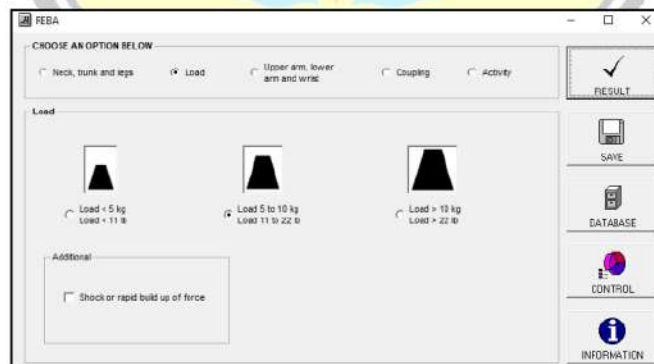 REBA
CHOOSE AN OPTION BELOW
Neck, trunk and legs
Load
Upper arm, lower
arm and wrist
Coupling
Activity
Load
Load < 5 kg
Load < 11 lb
Load 5 to 10 kg
Load 11 to 22 lb
Load > 10 kg
Load > 22 lb
Additional
Shock or rapid build up of force
RESULT
SAVE
DATABASE
CONTROL
INFORMATION